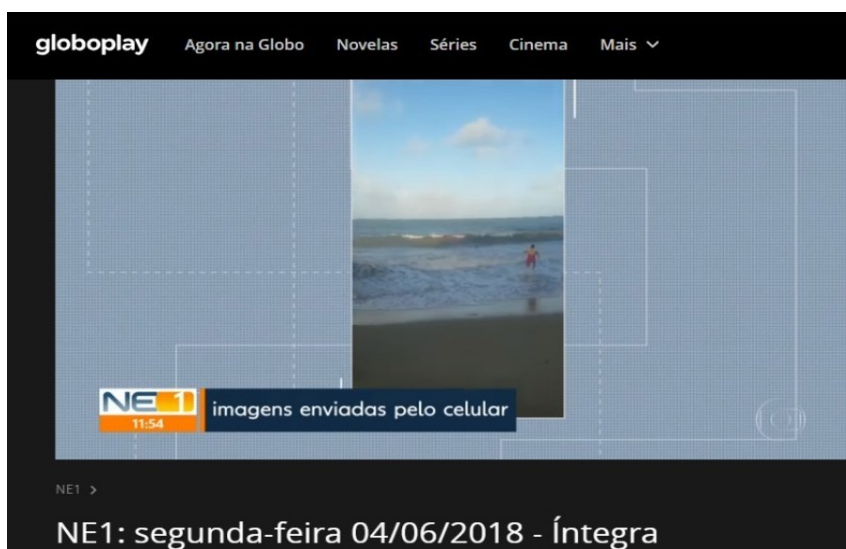 globoplay Agora na Globo Novelas Séries Cinema Mais
NE1
11:54
imagens enviadas pelo celular
NE1 >
NE1: segunda-feira 04/06/2018 - Íntegra